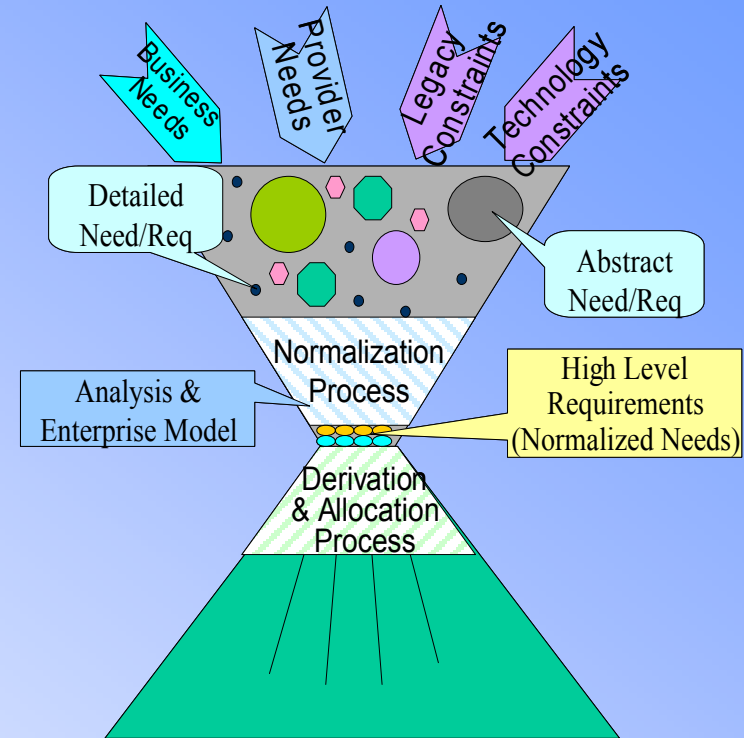 Business
Needs
Provider
Needs
Legacy
Constraints
Technology
Constraints
Detailed
Need/Req
Abstract
Need/Req
Normalization
Process
Analysis &
Enterprise Model
High Level
Requirements
(Normalized Needs)
Derivation
& Allocation
Process